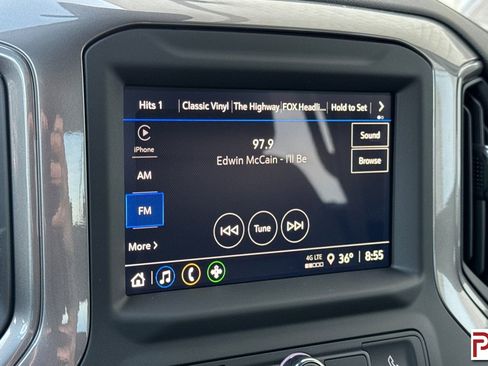 Hits 1 Classic Vinyl The Highway FOX Headli... Hold to Set
iPhone
97.9
Edwin McCain - I'll Be
Sound
Browse
AM
FM
Tune
More
4G LTE
36° 8:55
P